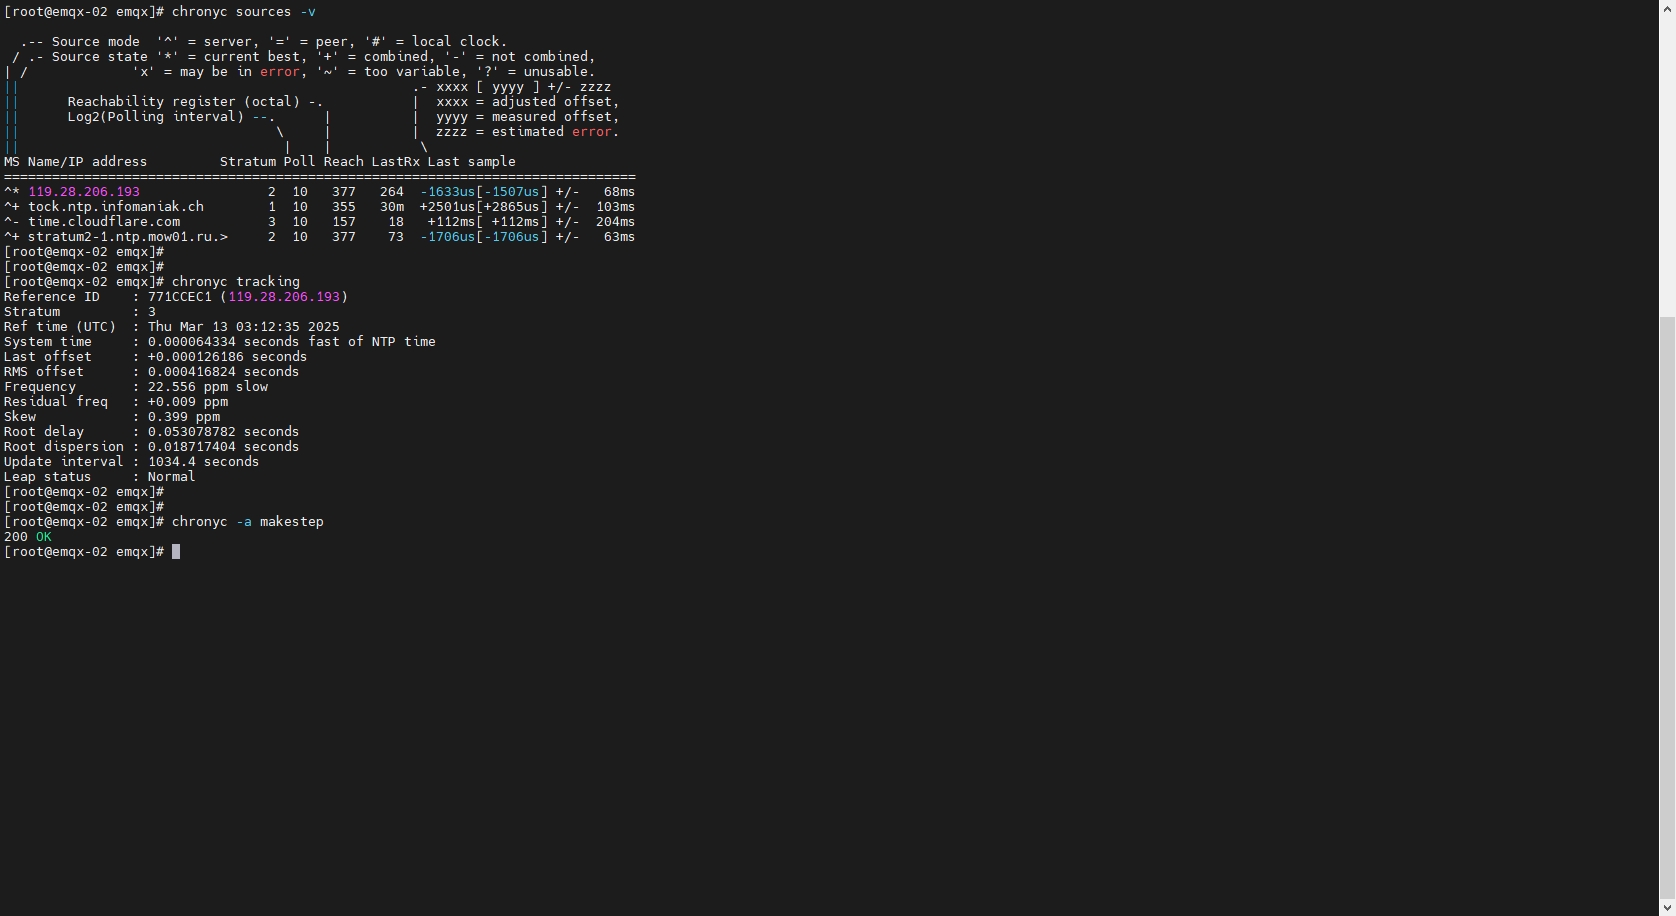 [root@emqx-02 emqx]# chronyc sources -v

  .-- Source mode  '^' = server, '=' = peer, '#' = local clock.
 / .- Source state '*' = current best, '+' = combined, '-' = not combined,
| /             'x' = may be in error, '~' = too variable, '?' = unusable.
||                                                 .- xxxx [ yyyy ] +/- zzzz
||      Reachability register (octal) -.           |  xxxx = adjusted offset,
||      Log2(Polling interval) --.      |          |  yyyy = measured offset,
||                                \     |          |  zzzz = estimated error.
||                                 |    |           \
MS Name/IP address         Stratum Poll Reach LastRx Last sample
===============================================================================
^* 119.28.206.193                2  10   377   264  -1633us[-1507us] +/-   68ms
^+ tock.ntp.infomaniak.ch        1  10   355   30m  +2501us[+2865us] +/-  103ms
^- time.cloudflare.com           3  10   157    18   +112ms[ +112ms] +/-  204ms
^+ stratum2-1.ntp.mow01.ru.>     2  10   377    73  -1706us[-1706us] +/-   63ms
[root@emqx-02 emqx]#
[root@emqx-02 emqx]#
[root@emqx-02 emqx]# chronyc tracking
Reference ID    : 771CCEC1 (119.28.206.193)
Stratum         : 3
Ref time (UTC)  : Thu Mar 13 03:12:35 2025
System time     : 0.000064334 seconds fast of NTP time
Last offset     : +0.000126186 seconds
RMS offset      : 0.000416824 seconds
Frequency       : 22.556 ppm slow
Residual freq   : +0.009 ppm
Skew            : 0.399 ppm
Root delay      : 0.053078782 seconds
Root dispersion : 0.018717404 seconds
Update interval : 1034.4 seconds
Leap status     : Normal
[root@emqx-02 emqx]#
[root@emqx-02 emqx]#
[root@emqx-02 emqx]# chronyc -a makestep
200 OK
[root@emqx-02 emqx]#